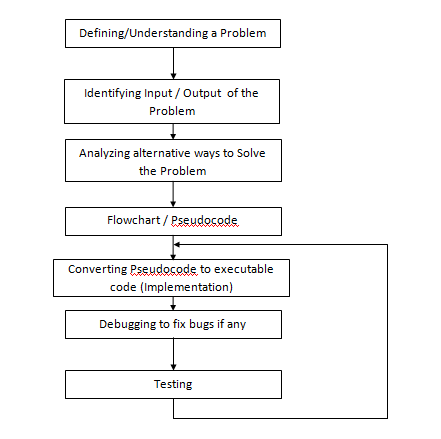 Defining/Understanding a Problem
Identifying Input / Output of the
Problem
Analyzing alternative ways to Solve
the Problem
Flowchart / Pseudocode
Converting Pseudocode to executable
code (Implementation)
Debugging to fix bugs if any
Testing